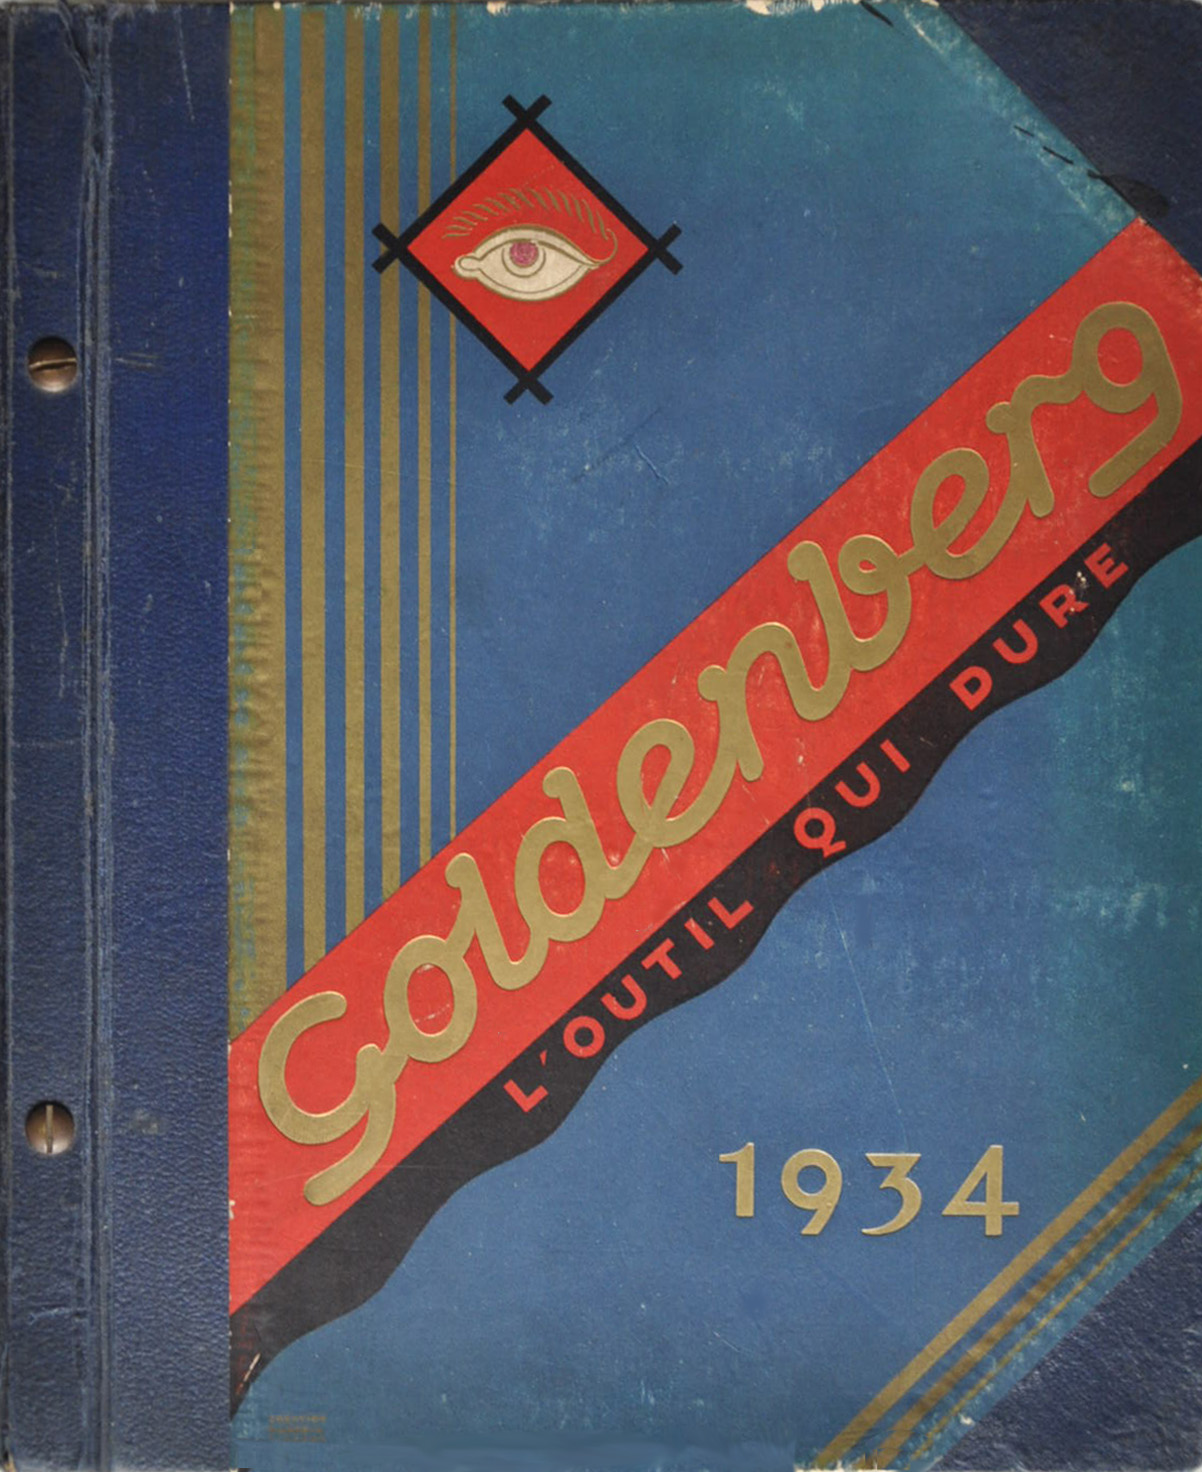 Goldenberg
L'OUTIL QUI DURE
1934